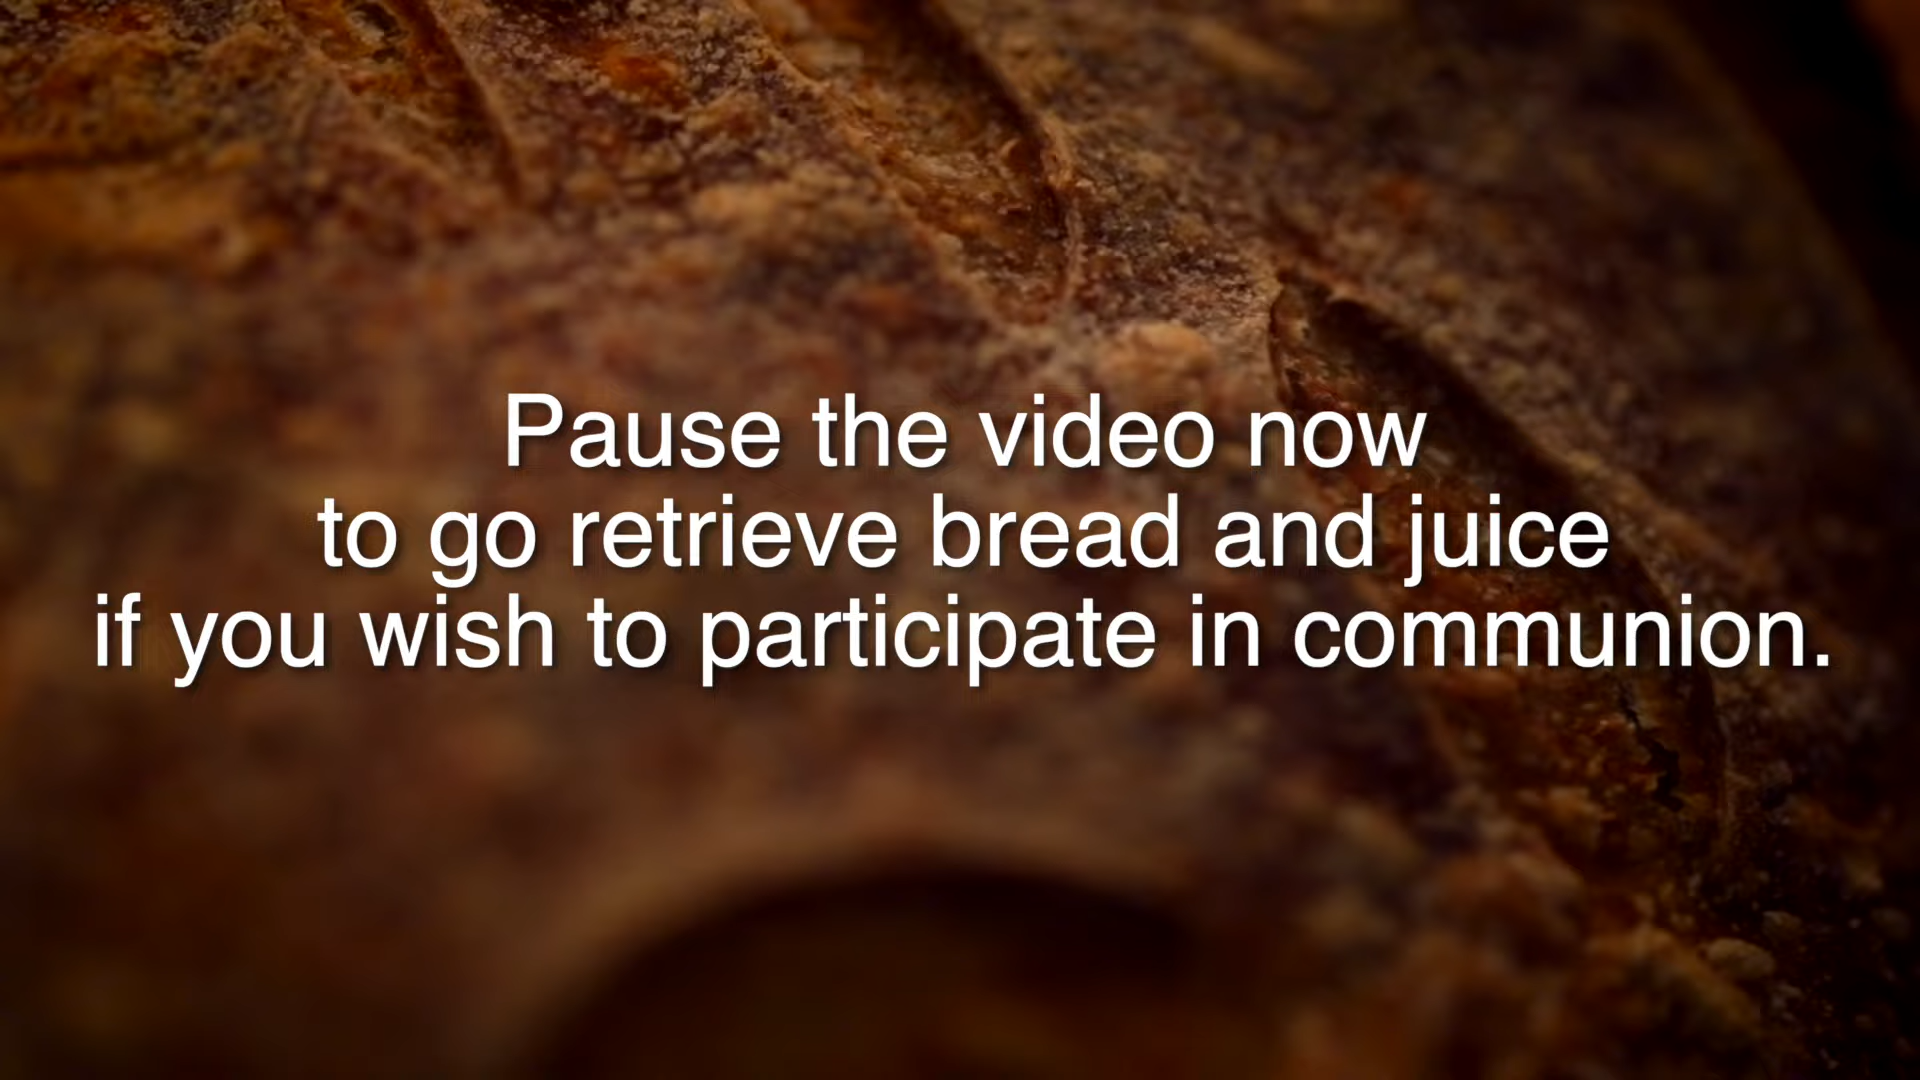 Pause the video now
to go retrieve bread and juice
if you wish to participate in communion.